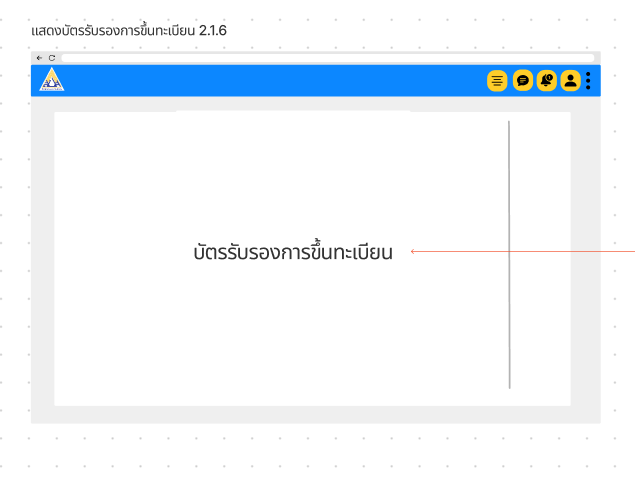 แสดงบัตรรับรองการขึ้นทะเบียน 2.1.6
บัตรรับรองการขึ้นทะเบียน